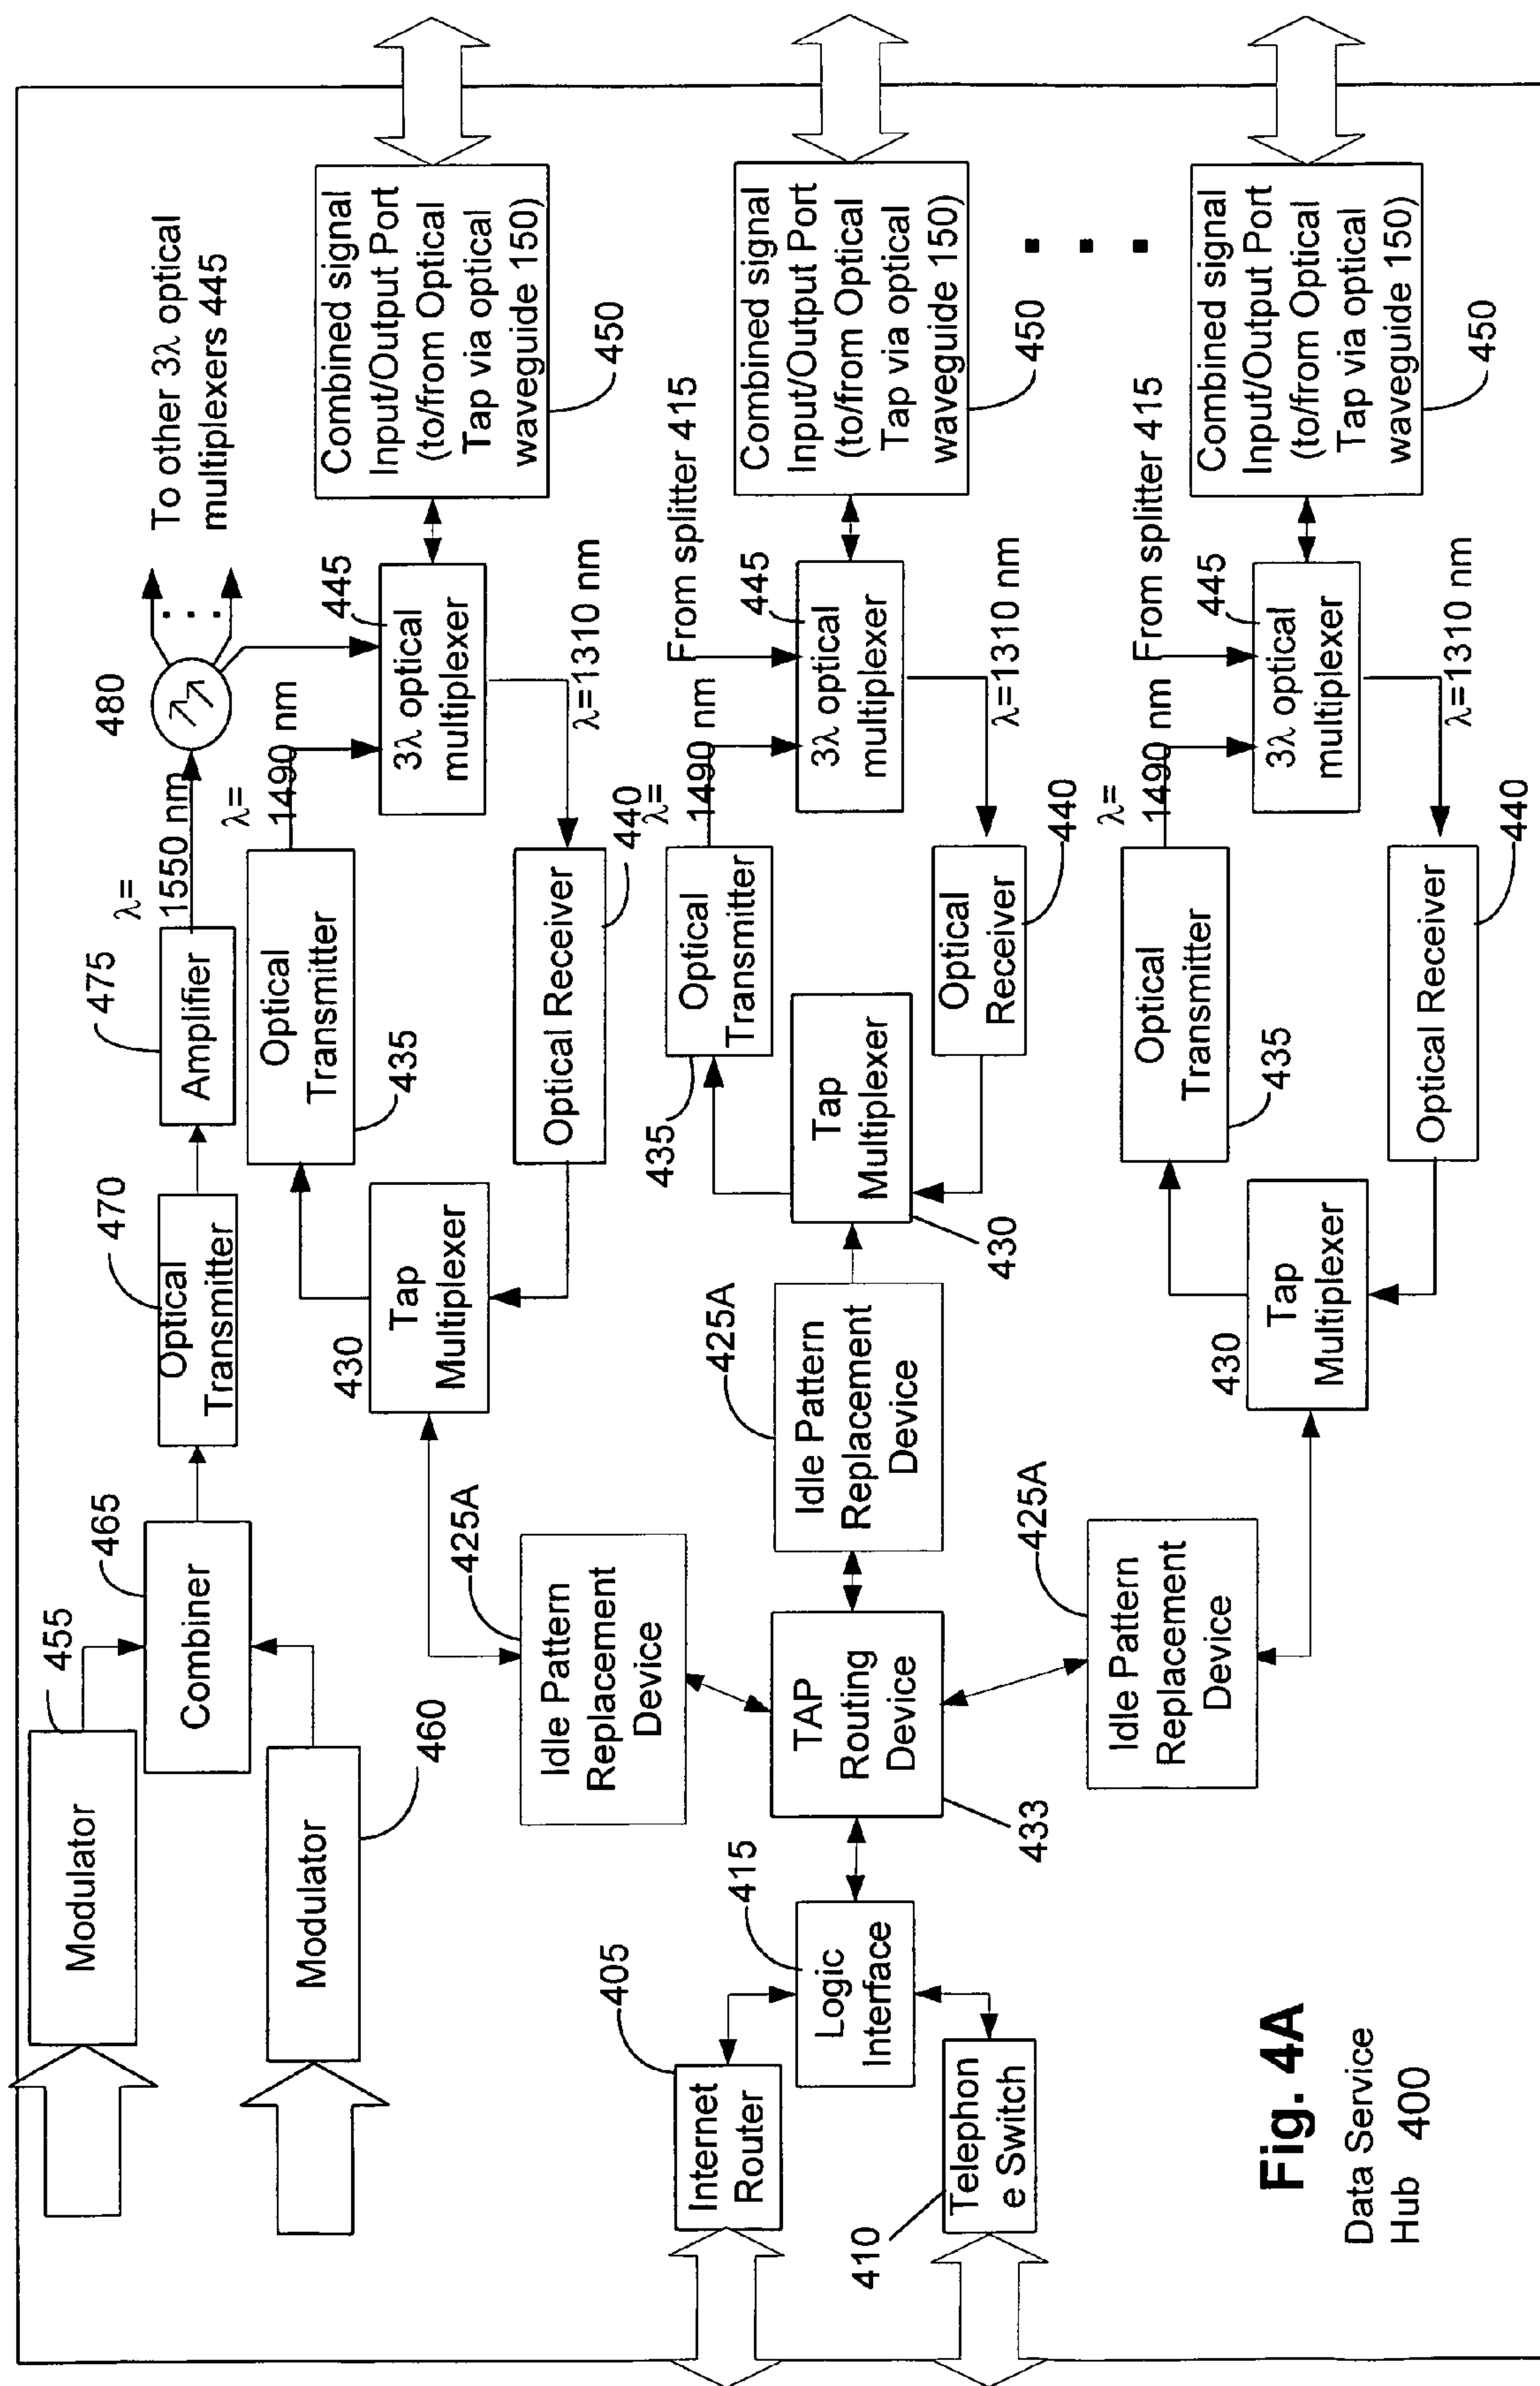 Modulator
455
Modulator
460
Combiner
465
Optical
Transmitter
470
Amplifier
475
λ=
1550 nm
480
To other 3λ optical
multiplexers 445
Idle Pattern
Replacement
Device
425A
Tap
Multiplexer
430
Optical
Transmitter
435
λ=
1490 nm
Optical Receiver
440
3λ optical
multiplexer
445
λ=1310 nm
Combined signal
Input/Output Port
(to/from Optical
Tap via optical
waveguide 150)
450
Internet
Router
405
Telephon
e Switch
410
Logic
Interface
415
TAP
Routing
Device
433
Idle Pattern
Replacement
Device
425A
Tap
Multiplexer
430
Optical
Transmitter
435
λ=
1490 nm
Optical
Receiver
440
From splitter 415
3λ optical
multiplexer
445
λ=1310 nm
Combined signal
Input/Output Port
(to/from Optical
Tap via optical
waveguide 150)
450
Idle Pattern
Replacement
Device
425A
Tap
Multiplexer
430
Optical
Transmitter
435
λ=
1490 nm
Optical Receiver
440
From splitter 415
3λ optical
multiplexer
445
λ=1310 nm
Combined signal
Input/Output Port
(to/from Optical
Tap via optical
waveguide 150)
450
Fig. 4A
Data Service
Hub 400